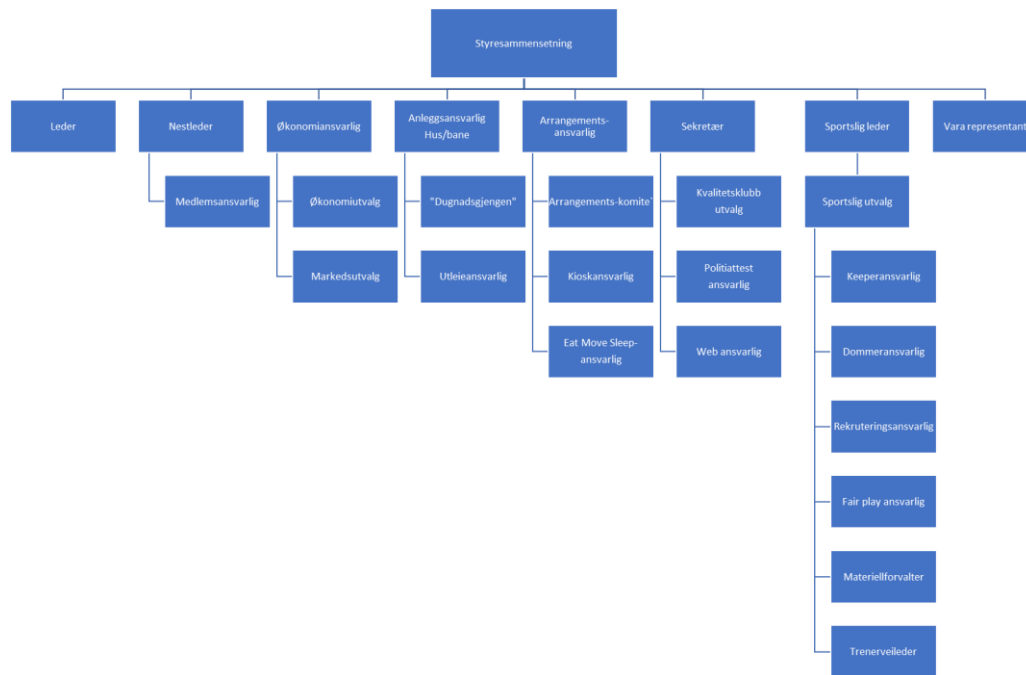 Styresammensetning
Leder
Nestleder
Økonomiansvarlig
Anleggsansvarlig
Hus/bane
Arrangements-
ansvarlig
Sekretær
Sportslig leder
Vara representant
Medlemsansvarlig
Økonomiutvalg
"Dugnadsgjengen"
Arrangements-komite`
Kvalitetsklubb
utvalg
Sportslig utvalg
Markedsutvalg
Utleieansvarlig
Kioskansvarlig
Politiattest
ansvarlig
Keeperansvarlig
Eat Move Sleep-
ansvarlig
Web ansvarlig
Dommeransvarlig
Rekruteringsansvarlig
Fair play ansvarlig
Materiellforvalter
Trenerveileder